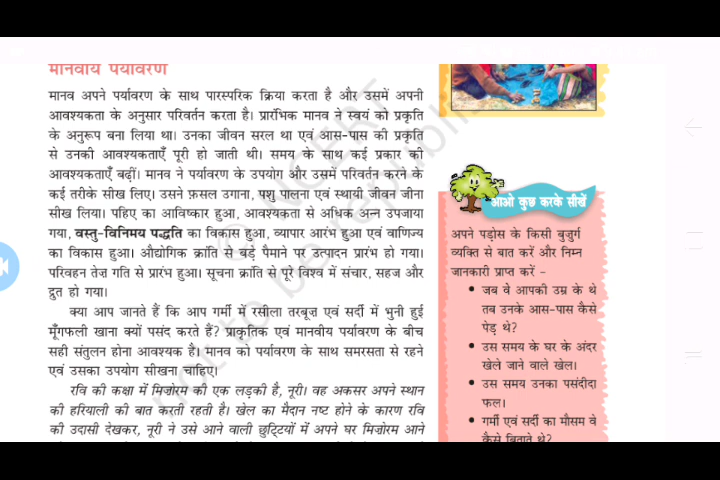 मानवीय पर्यावरण
मानव अपने पर्यावरण के साथ पारस्परिक क्रिया करता है और उसमें अपनी
आवश्यकता के अनुसार परिवर्तन करता है। प्रारंभिक मानव ने स्वयं को प्रकृति
के अनुरूप बना लिया था। उनका जीवन सरल था एवं आस-पास की प्रकृति
से उनकी आवश्यकताएँ पूरी हो जाती थी। समय के साथ कई प्रकार की
आवश्यकताएँ बढ़ीं। मानव ने पर्यावरण के उपयोग और उसमें परिवर्तन करने के
कई तरीके सीख लिए। उसने फ़सल उगाना, पशु पालना एवं स्थायी जीवन जीना
सीख लिया। पहिए का आविष्कार हुआ, आवश्यकता से अधिक अन्न उपजाया
गया, वस्तु-विनिमय पद्धति का विकास हुआ, व्यापार आरंभ हुआ एवं वाणिज्य
का विकास हुआ। औद्योगिक क्रांति से बड़े पैमाने पर उत्पादन प्रारंभ हो गया।
परिवहन तेज़ गति से प्रारंभ हुआ। सूचना क्रांति से पूरे विश्व में संचार, सहज और
द्रुत हो गया।
क्या आप जानते हैं कि आप गर्मी में रसीला तरबूज़ एवं सर्दी में भुनी हुई
मूँगफली खाना क्यों पसंद करते हैं? प्राकृतिक एवं मानवीय पर्यावरण के बीच
सही संतुलन होना आवश्यक है। मानव को पर्यावरण के साथ समरसता से रहने
एवं उसका उपयोग सीखना चाहिए।
रवि की कक्षा में मिज़ोरम की एक लड़की है, नूरी। वह अकसर अपने स्थान
की हरियाली की बात करती रहती है। खेल का मैदान नष्ट होने के कारण रवि
की उदासी देखकर, नूरी ने उसे आने वाली छुट्टियों में अपने घर मिज़ोरम आने
आओ कुछ करके सीखें
अपने पड़ोस के किसी बुज़ुर्ग
व्यक्ति से बात करें और निम्न
जानकारी प्राप्त करें –
• जब वे आपकी उम्र के थे
तब उनके आस-पास कैसे
पेड़ थे?
• उस समय के घर के अंदर
खेले जाने वाले खेल।
• उस समय उनका पसंदीदा
फल।
• गर्मी एवं सर्दी का मौसम वे
कैसे बिताते थे?
© NCERT
not to be republi